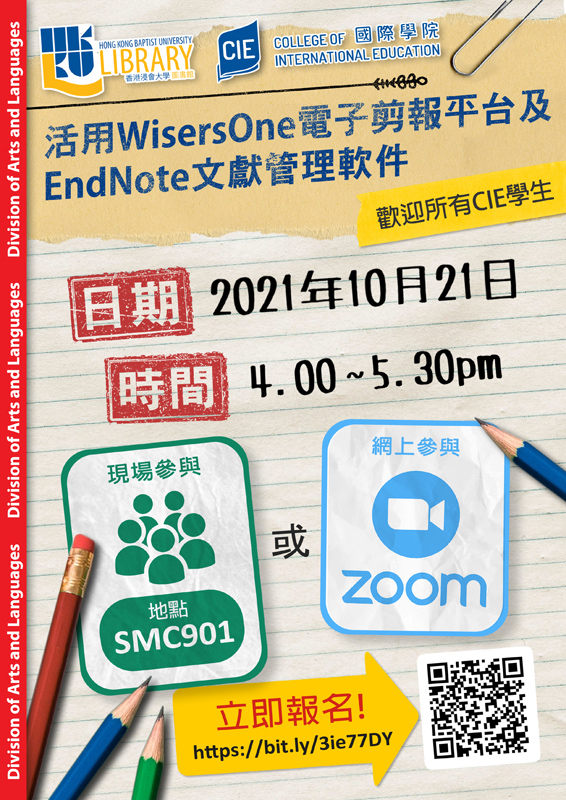 HONG KONG BAPTIST UNIVERSITY
LIBRARY
香港浸會大學 圖書館
CIE
COLLEGE OF 國際學院
INTERNATIONAL EDUCATION
活用WisersOne電子剪報平台及
EndNote文獻管理軟件
歡迎所有CIE學生
日期 2021年10月21日
時間 4.00~5.30pm
現場參與
地點
SMC901
或
網上參與
zoom
立即報名!
https://bit.ly/3ie77DY
Division of Arts and Languages
Division of Arts and Languages
Division of Arts and Languages